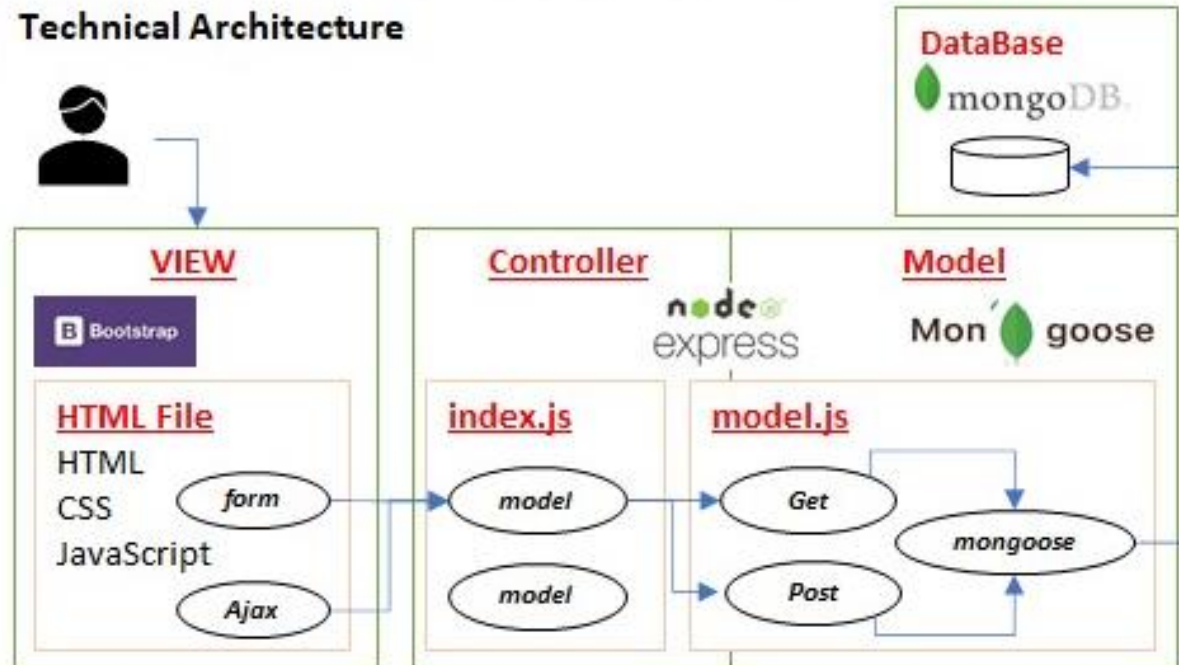 Technical Architecture
DataBase
mongoDB.
VIEW
Controller
Model
B Bootstrap
node js
express
Mon goose
HTML File
HTML
CSS
JavaScript
form
Ajax
index.js
model
model
model.js
Get
Post
mongoose